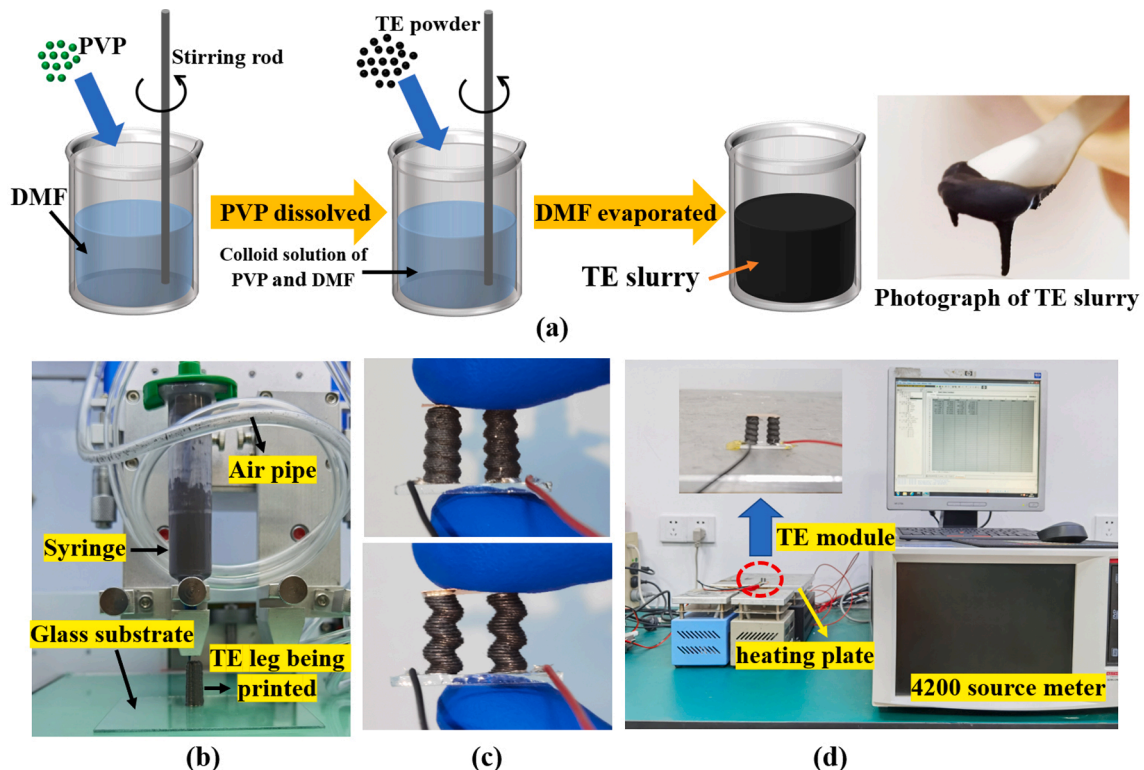 PVP
Stirring rod
DMF
PVP dissolved
TE powder
Colloid solution of
PVP and DMF
DMF evaporated
TE slurry
Photograph of TE slurry
(a)
Air pipe
Syringe
Glass substrate
TE leg being
printed
(b)
(c)
TE module
heating plate
4200 source meter
(d)